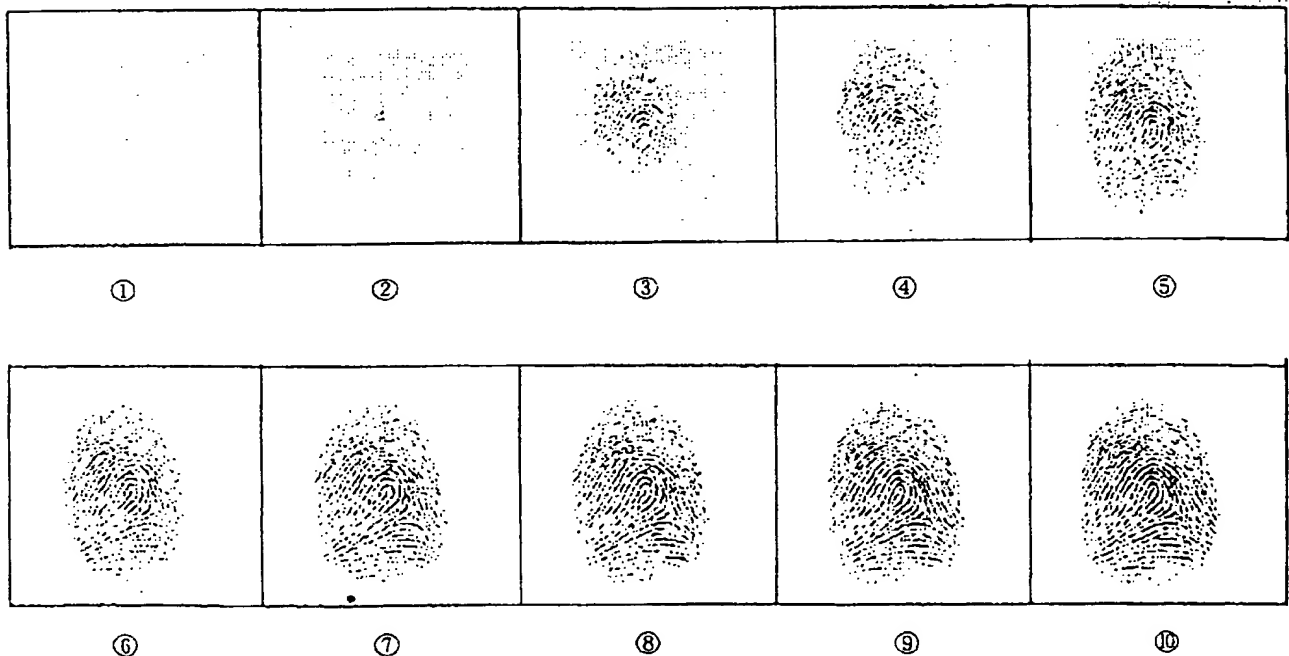 ① ② ③ ④ ⑤
⑥ ⑦ ⑧ ⑨ ⑩